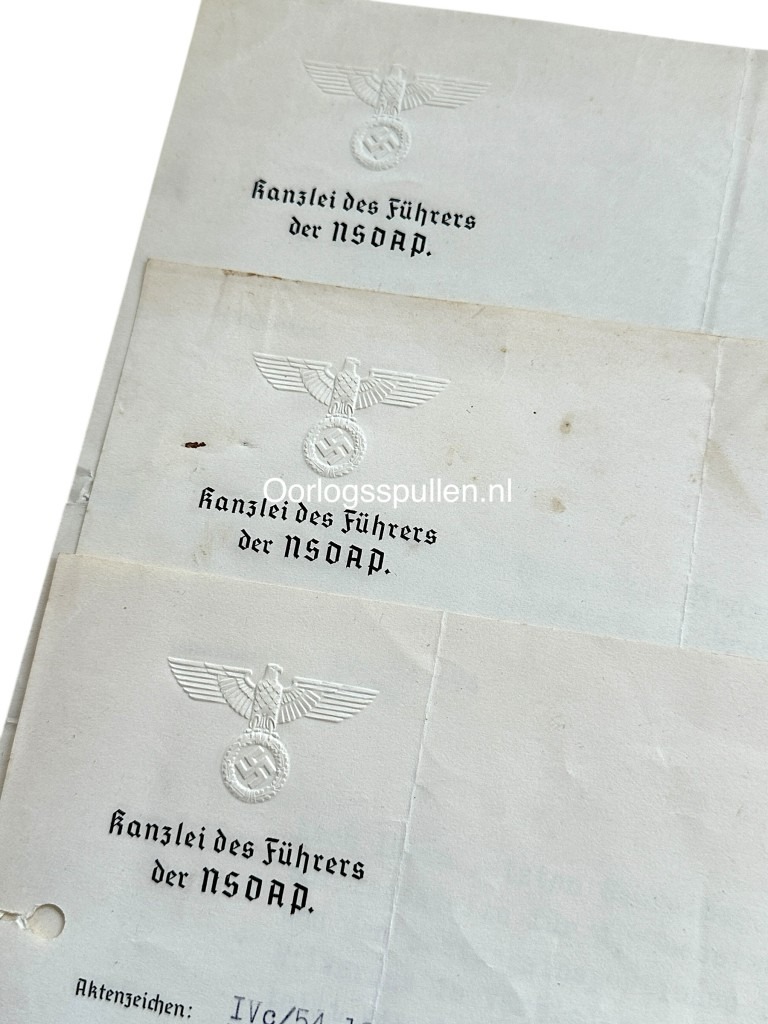 Kanzlei des Führers
der NSDAP.
Oorlogsspullen.nl
Kanzlei des Führers
der NSDAP.
Kanzlei des Führers
der NSDAP.
Aktenzeichen: IVc/54